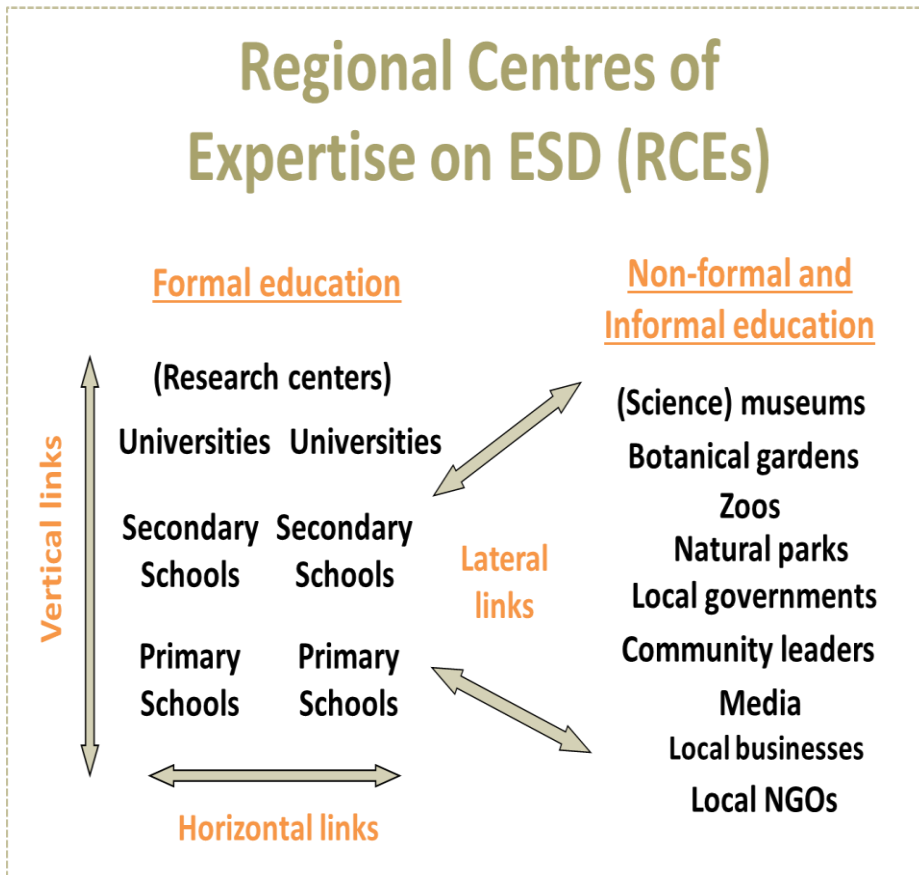 Regional Centres of
Expertise on ESD (RCEs)
Formal education
Vertical links
(Research centers)
Universities Universities
Secondary Secondary
Schools Schools
Primary Primary
Schools Schools
Horizontal links
Lateral
links
Non-formal and
Informal education
(Science) museums
Botanical gardens
Zoos
Natural parks
Local governments
Community leaders
Media
Local businesses
Local NGOs